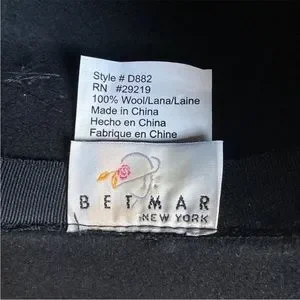 Style # D882
RN #29219
100% Wool/Lana/Laine
Made in China
Hecho en China
Fabrique en Chine
BETMAR
NEW YORK